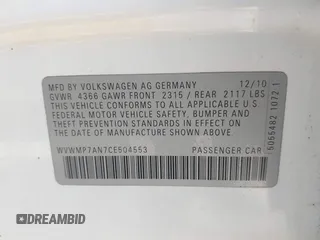 MFD BY VOLKSWAGEN AG GERMANY 12/10
GVWR 4366 GAWR FRONT 2315 / REAR 2117 LBS
THIS VEHICLE CONFORMS TO ALL APPLICABLE U.S.
FEDERAL MOTOR VEHICLE SAFETY, BUMPER AND
THEFT PREVENTION STANDARDS IN EFFECT ON THE
DATE OF MANUFACTURE SHOWN ABOVE.
WVWMP7AN7CE504553 PASSENGER CAR
5055482 1072 1
DREAMBID